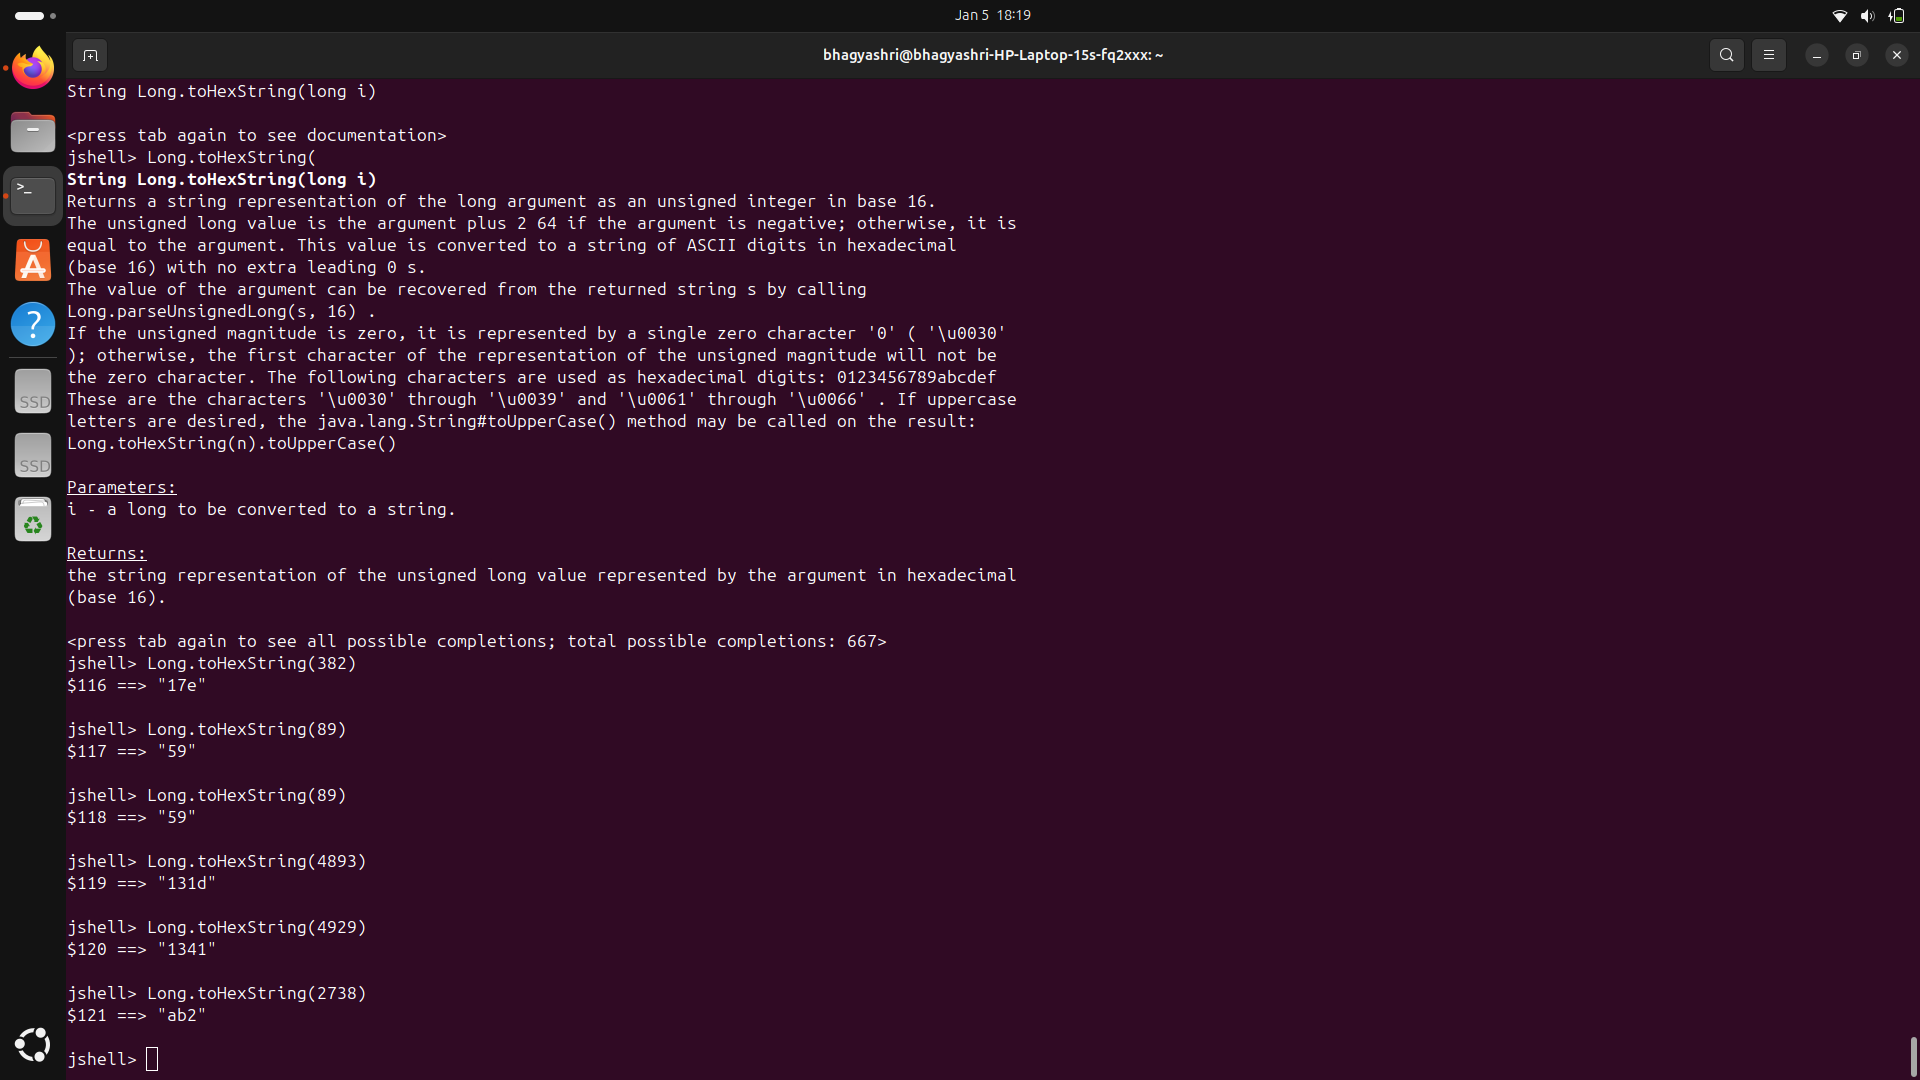 Jan 5 18:19
bhagyashri@bhagyashri-HP-Laptop-15s-fq2xxx: ~
String Long.toHexString(long i)
<press tab again to see documentation>
jshell> Long.toHexString(
String Long.toHexString(long i)
Returns a string representation of the long argument as an unsigned integer in base 16.
The unsigned long value is the argument plus 2 64 if the argument is negative; otherwise, it is
equal to the argument. This value is converted to a string of ASCII digits in hexadecimal
(base 16) with no extra leading 0 s.
The value of the argument can be recovered from the returned string s by calling
Long.parseUnsignedLong(s, 16) .
If the unsigned magnitude is zero, it is represented by a single zero character '0' ( '\u0030'
); otherwise, the first character of the representation of the unsigned magnitude will not be
the zero character. The following characters are used as hexadecimal digits: 0123456789abcdef
These are the characters '\u0030' through '\u0039' and '\u0061' through '\u0066' . If uppercase
letters are desired, the java.lang.String#toUpperCase() method may be called on the result:
Long.toHexString(n).toUpperCase()
Parameters:
i - a long to be converted to a string.
Returns:
the string representation of the unsigned long value represented by the argument in hexadecimal
(base 16).
<press tab again to see all possible completions; total possible completions: 667>
jshell> Long.toHexString(382)
$116 ==> "17e"
jshell> Long.toHexString(89)
$117 ==> "59"
jshell> Long.toHexString(89)
$118 ==> "59"
jshell> Long.toHexString(4893)
$119 ==> "131d"
jshell> Long.toHexString(4929)
$120 ==> "1341"
jshell> Long.toHexString(2738)
$121 ==> "ab2"
jshell>
>_
A
?
SSD
SSD